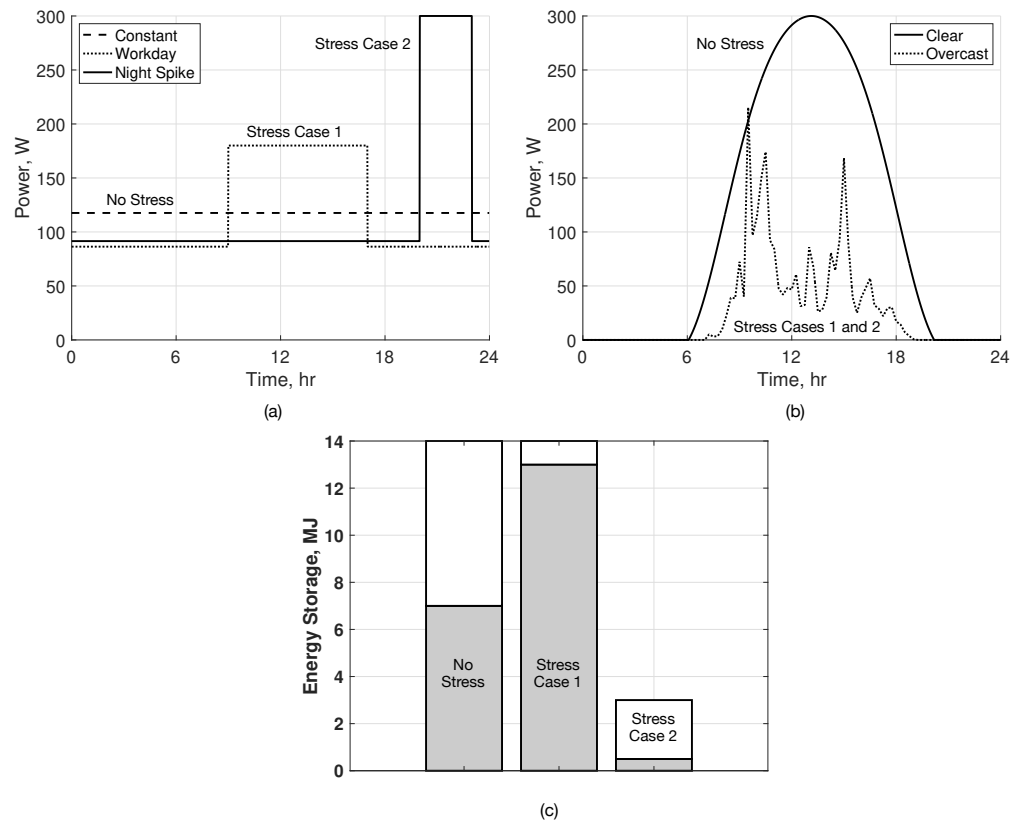 300
250
200
150
100
50
0
Power, W
Constant
Workday
Night Spike
Stress Case 2
Stress Case 1
No Stress
0 6 12 18 24
Time, hr
(a)
300
250
200
150
100
50
0
Power, W
No Stress
Clear
Overcast
Stress Cases 1 and 2
0 6 12 18 24
Time, hr
(b)
14
12
10
8
6
4
2
0
Energy Storage, MJ
No
Stress
Stress
Case 1
Stress
Case 2
(c)